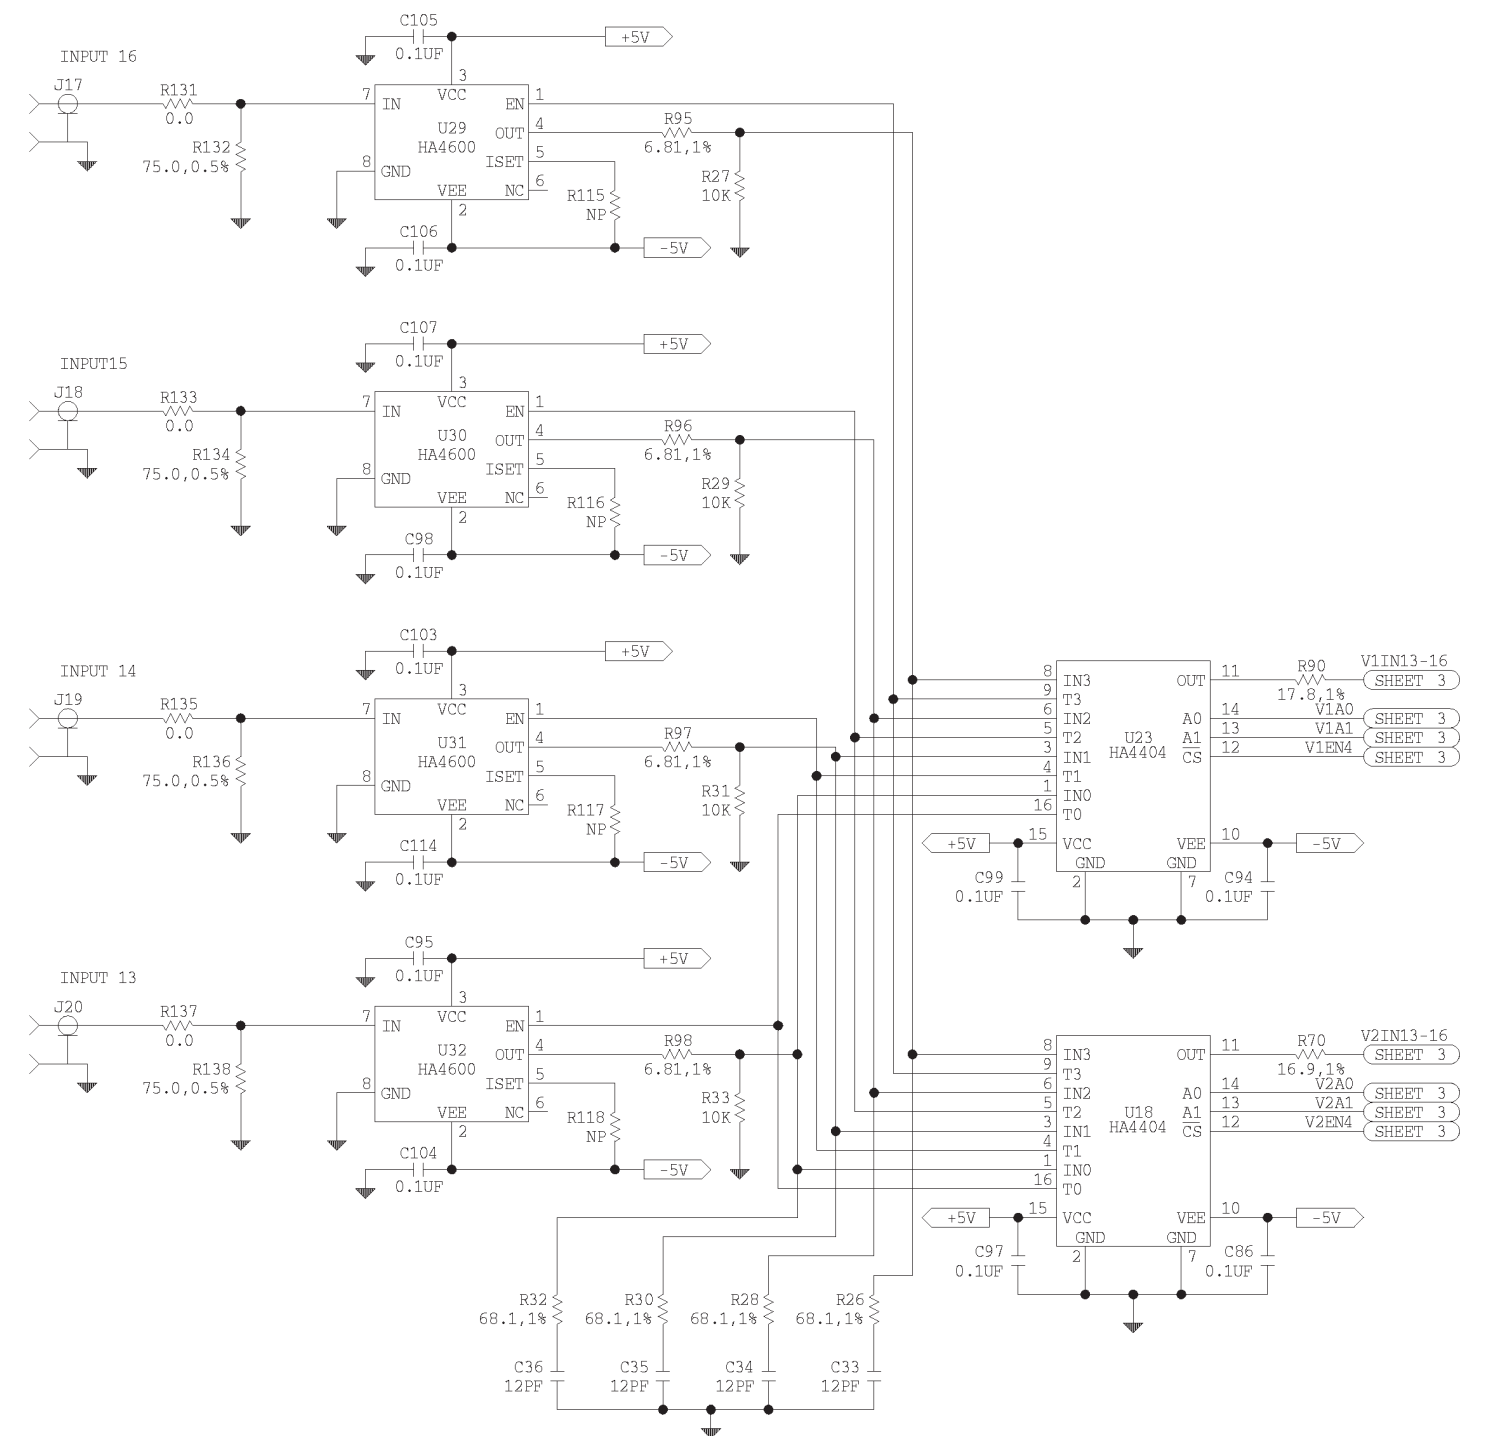 C105
0.1UF
+5V
INPUT 16
J17
R131
0.0
R132
75.0,0.5%
7
IN
3
VCC
EN
1
U29
HA4600
OUT
4
ISET
5
8
GND
VEE
NC
6
2
R95
6.81,1%
R27
10K
R115
NP
C106
0.1UF
-5V
C107
0.1UF
+5V
INPUT15
J18
R133
0.0
R134
75.0,0.5%
7
IN
3
VCC
EN
1
U30
HA4600
OUT
4
ISET
5
8
GND
VEE
NC
6
2
R96
6.81,1%
R29
10K
R116
NP
C98
0.1UF
-5V
C103
0.1UF
+5V
INPUT 14
J19
R135
0.0
R136
75.0,0.5%
7
IN
3
VCC
EN
1
U31
HA4600
OUT
4
ISET
5
8
GND
VEE
NC
6
2
R97
6.81,1%
R31
10K
R117
NP
C114
0.1UF
-5V
C95
0.1UF
+5V
INPUT 13
J20
R137
0.0
R138
75.0,0.5%
7
IN
3
VCC
EN
1
U32
HA4600
OUT
4
ISET
5
8
GND
VEE
NC
6
2
R98
6.81,1%
R33
10K
R118
NP
C104
0.1UF
-5V
8
IN3
9
T3
6
IN2
5
T2
3
IN1
4
T1
1
IN0
16
T0
15
VCC
+5V
U23
HA4404
OUT
11
A0
14
A1
13
CS
12
VEE
10
-5V
GND
2
GND
7
R90
17.8,1%
V1IN13-16
SHEET 3
V1A0
SHEET 3
V1A1
SHEET 3
V1EN4
SHEET 3
C99
0.1UF
C94
0.1UF
8
IN3
9
T3
6
IN2
5
T2
3
IN1
4
T1
1
IN0
16
T0
15
VCC
+5V
U18
HA4404
OUT
11
A0
14
A1
13
CS
12
VEE
10
-5V
GND
2
GND
7
R70
16.9,1%
V2IN13-16
SHEET 3
V2A0
SHEET 3
V2A1
SHEET 3
V2EN4
SHEET 3
C97
0.1UF
C86
0.1UF
R32
68.1,1%
R30
68.1,1%
R28
68.1,1%
R26
68.1,1%
C36
12PF
C35
12PF
C34
12PF
C33
12PF